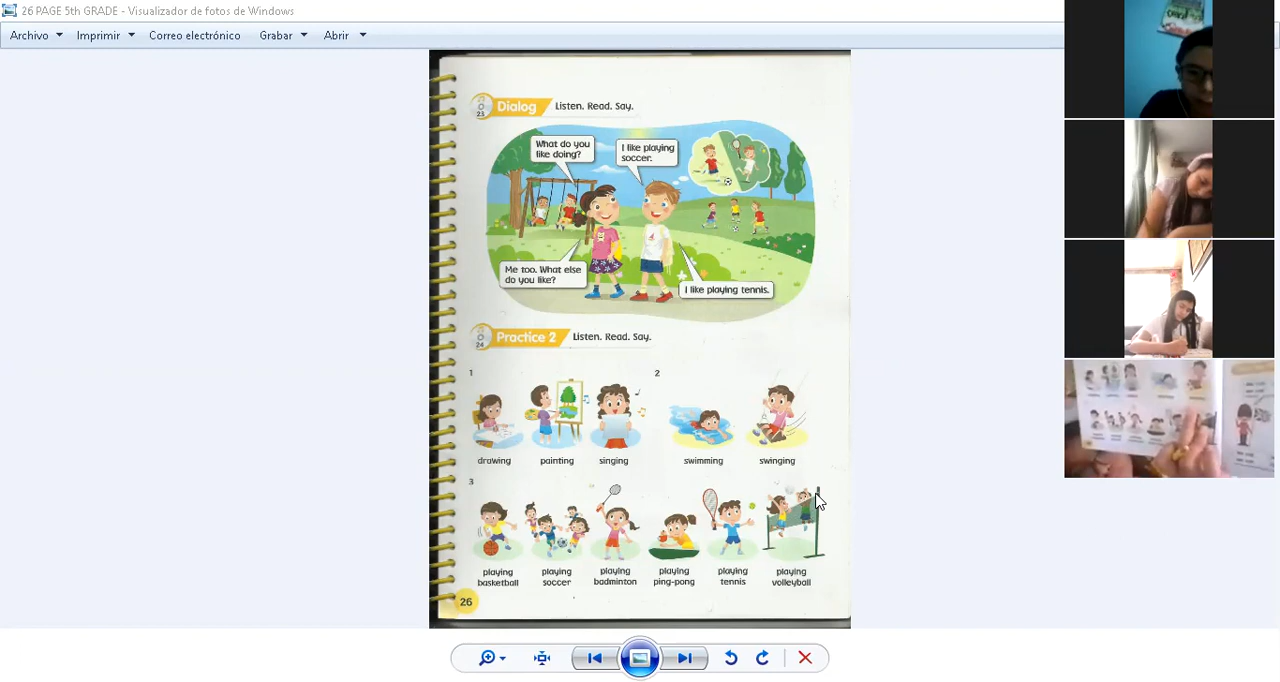 26 PAGE 5th GRADE - Visualizador de fotos de Windows
Archivo Imprimir Correo electrónico Grabar Abrir
23
Dialog Listen. Read. Say.
What do you
like doing?
I like playing
soccer.
Me too. What else
do you like?
I like playing tennis.
24
Practice 2 Listen. Read. Say.
1 2
drawing painting singing swimming swinging
3
playing
basketball
playing
soccer
playing
badminton
playing
ping-pong
playing
tennis
playing
volleyball
26